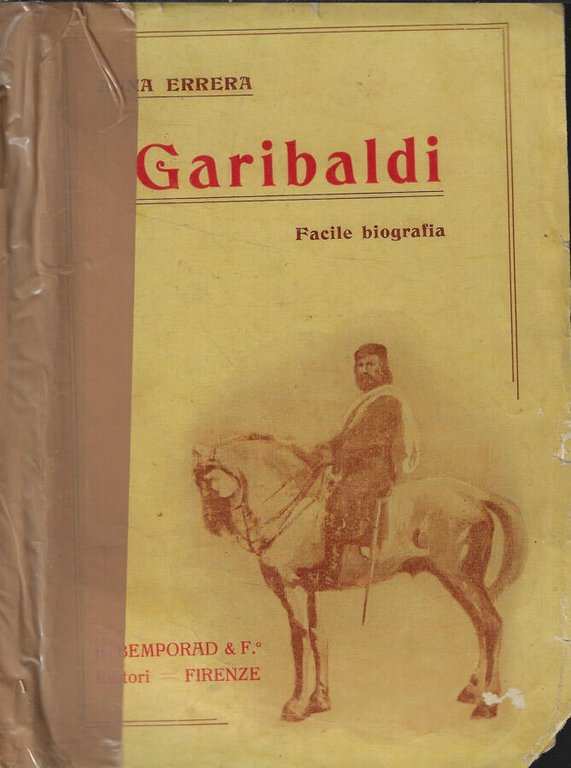 ERRERA
Garibaldi
Facile biografia
BEMPORAD & F.º
Editori — FIRENZE